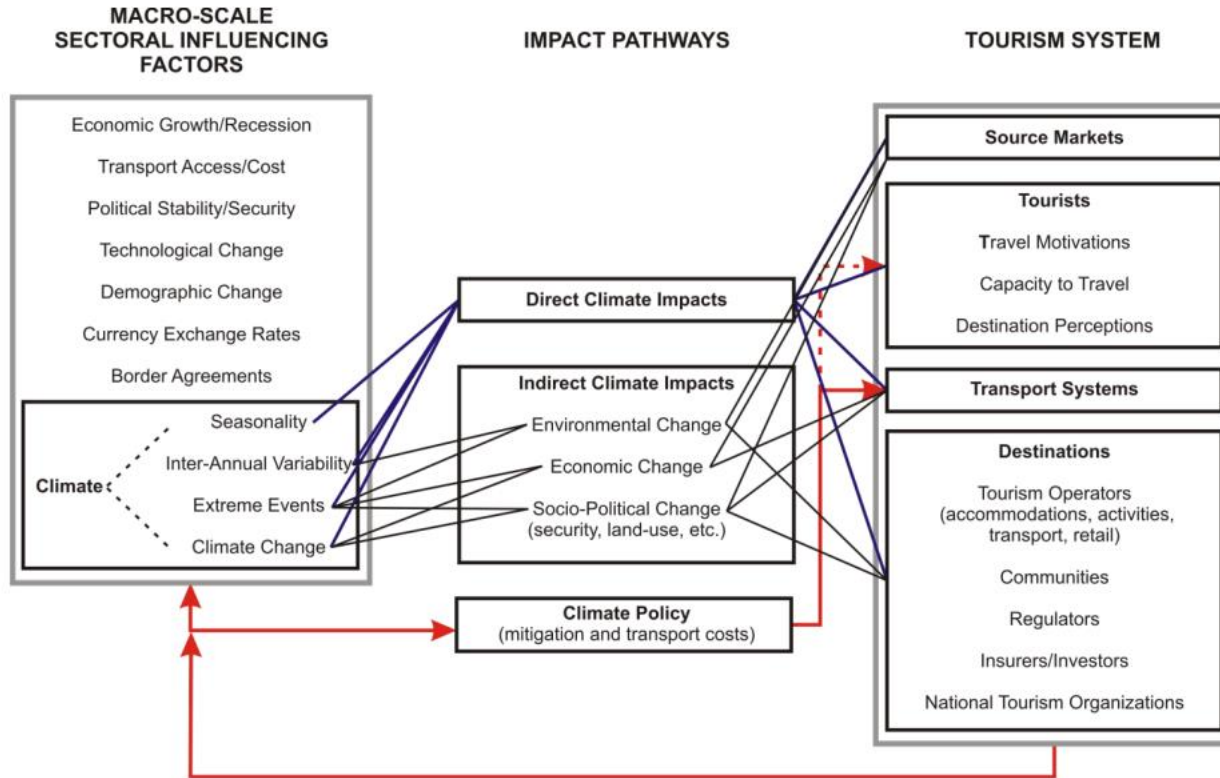 MACRO-SCALE
SECTORAL INFLUENCING
FACTORS
Economic Growth/Recession
Transport Access/Cost
Political Stability/Security
Technological Change
Demographic Change
Currency Exchange Rates
Border Agreements
Climate
Seasonality
Inter-Annual Variability
Extreme Events
Climate Change
IMPACT PATHWAYS
Direct Climate Impacts
Indirect Climate Impacts
Environmental Change
Economic Change
Socio-Political Change
(security, land-use, etc.)
Climate Policy
(mitigation and transport costs)
TOURISM SYSTEM
Source Markets
Tourists
Travel Motivations
Capacity to Travel
Destination Perceptions
Transport Systems
Destinations
Tourism Operators
(accommodations, activities,
transport, retail)
Communities
Regulators
Insurers/Investors
National Tourism Organizations